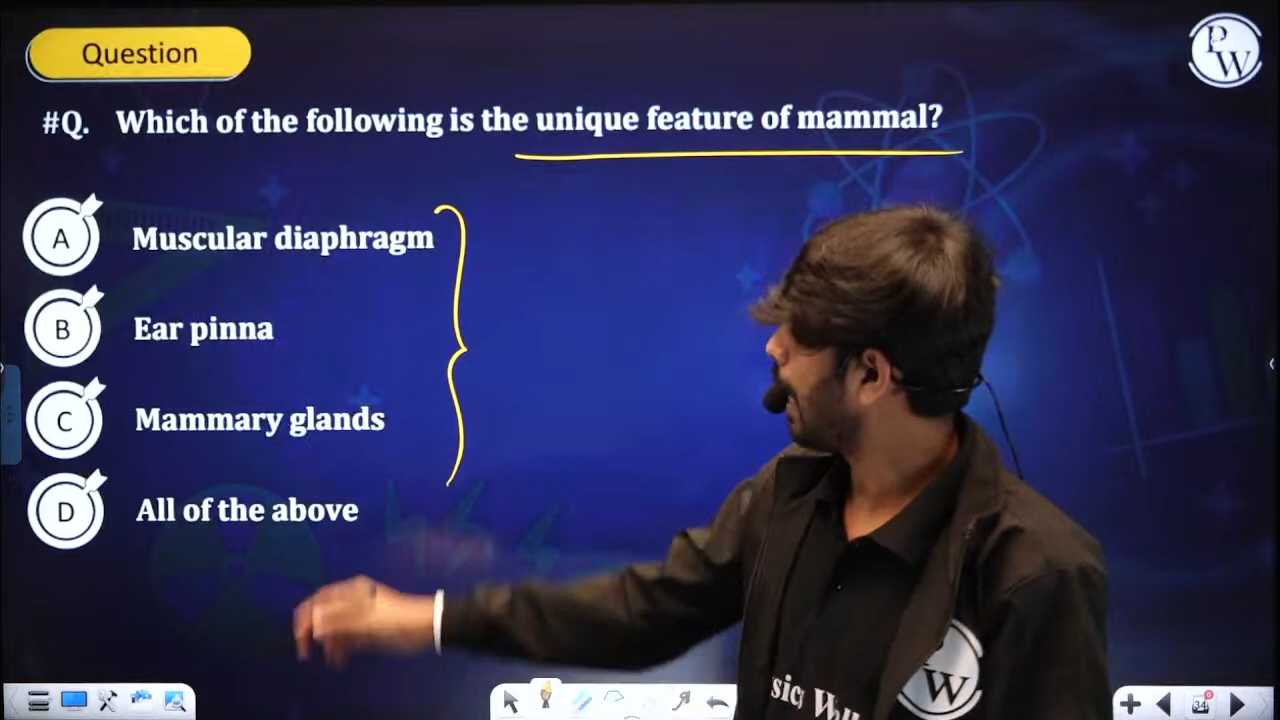 Question
PW
#Q. Which of the following is the unique feature of mammal?
A Muscular diaphragm
B Ear pinna
C Mammary glands
D All of the above
PW
34